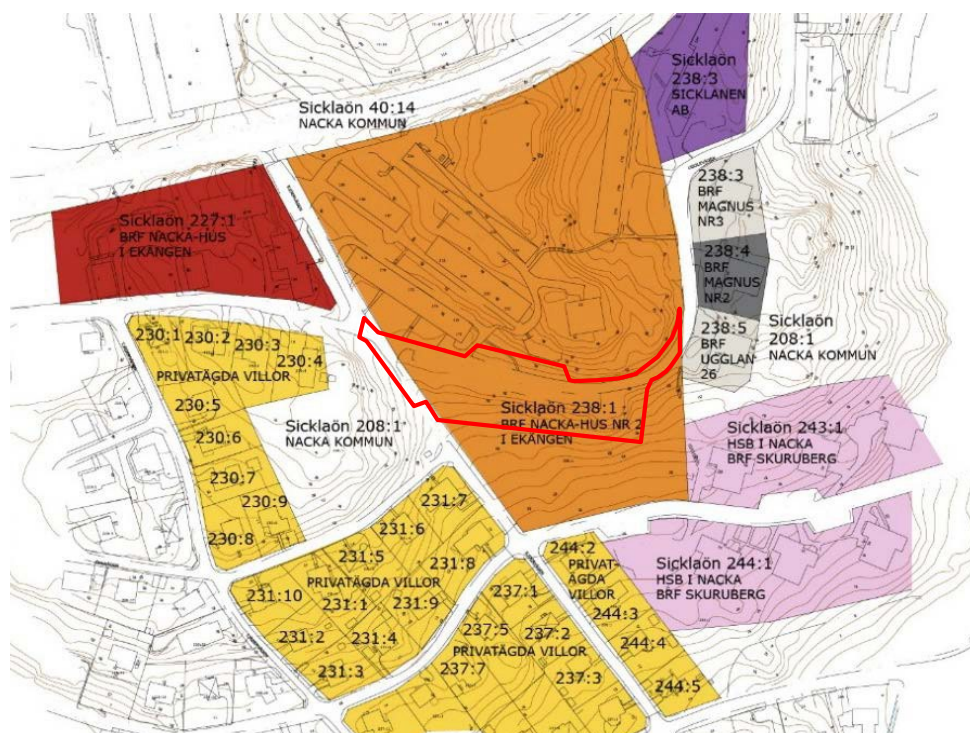 Sicklaön
238:3
SICKLANEN
AB
Sicklaön 40:14
NACKA KOMMUN
238:3
BRF
MAGNUS
NR3
Sicklaön 227:1
BRF NACKA-HUS
I EKÄNGEN
238:4
BRF
MAGNUS
NR2
238:5
BRF
UGGLAN
26
Sicklaön
208:1
NACKA KOMMUN
230:1
230:2
230:3
230:4
PRIVATÄGDA VILLOR
230:5
230:6
230:7
230:9
230:8
Sicklaön 208:1
NACKA KOMMUN
Sicklaön 238:1
BRF NACKA-HUS NR 2
I EKÄNGEN
Sicklaön 243:1
HSB I NACKA
BRF SKURUBERG
231:7
231:6
231:5
231:8
PRIVATÄGDA VILLOR
231:10
231:1
231:9
231:2
231:4
231:3
244:2
PRIVAT-
ÄGDA
VILLOR
244:3
244:4
244:5
Sicklaön 244:1
HSB I NACKA
BRF SKURUBERG
237:1
237:5
237:2
PRIVATÄGDA VILLOR
237:7
237:3